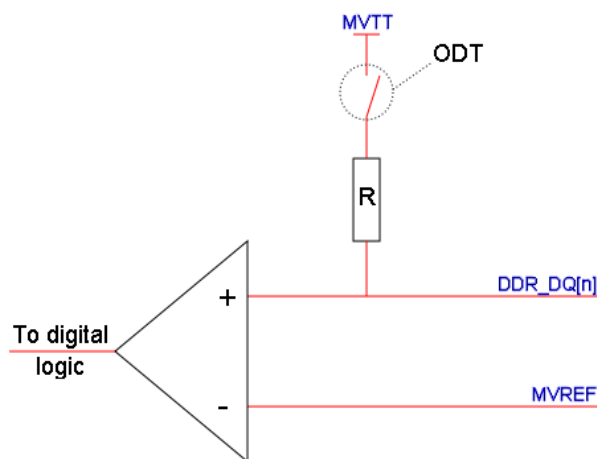 MVTT
ODT
R
+
DDR_DQ[n]
To digital
logic
-
MVREF